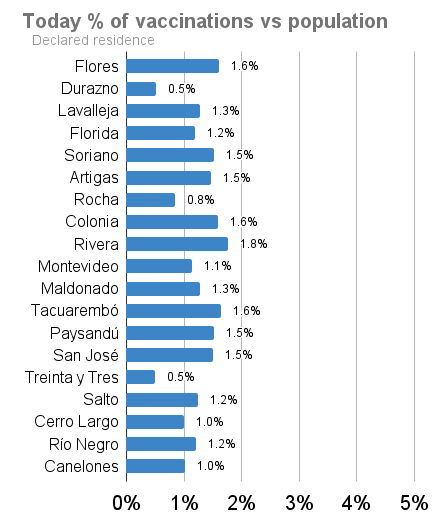 Today % of vaccinations vs population
Declared residence
Flores 1.6%
Durazno 0.5%
Lavalleja 1.3%
Florida 1.2%
Soriano 1.5%
Artigas 1.5%
Rocha 0.8%
Colonia 1.6%
Rivera 1.8%
Montevideo 1.1%
Maldonado 1.3%
Tacuarembó 1.6%
Paysandú 1.5%
San José 1.5%
Treinta y Tres 0.5%
Salto 1.2%
Cerro Largo 1.0%
Río Negro 1.2%
Canelones 1.0%
0% 1% 2% 3% 4% 5%